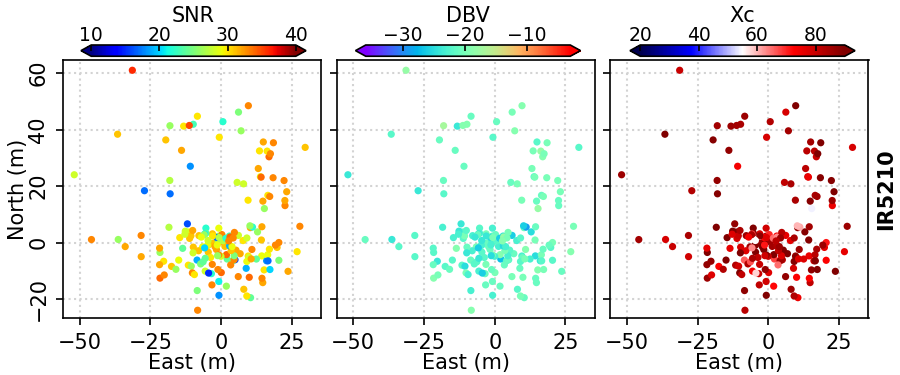 SNR DBV Xc
10 20 30 40 −30 −20 −10 20 40 60 80
60
40
20
0
−20
North (m)
IR5210
−50 −25 0 25 −50 −25 0 25 −50 −25 0 25
East (m) East (m) East (m)